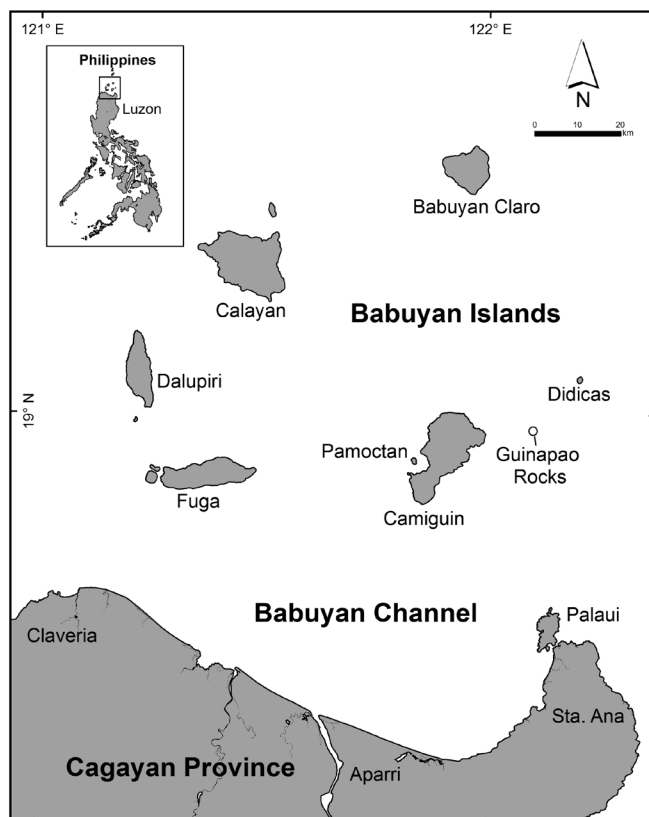 121° E
122° E
Philippines
Luzon
N
0 10 20
km
Babuyan Claro
Calayan
Babuyan Islands
Dalupiri
Didicas
19° N
Pamoctan
Guinapao
Rocks
Fuga
Camiguin
Babuyan Channel
Palaui
Claveria
Sta. Ana
Cagayan Province
Aparri